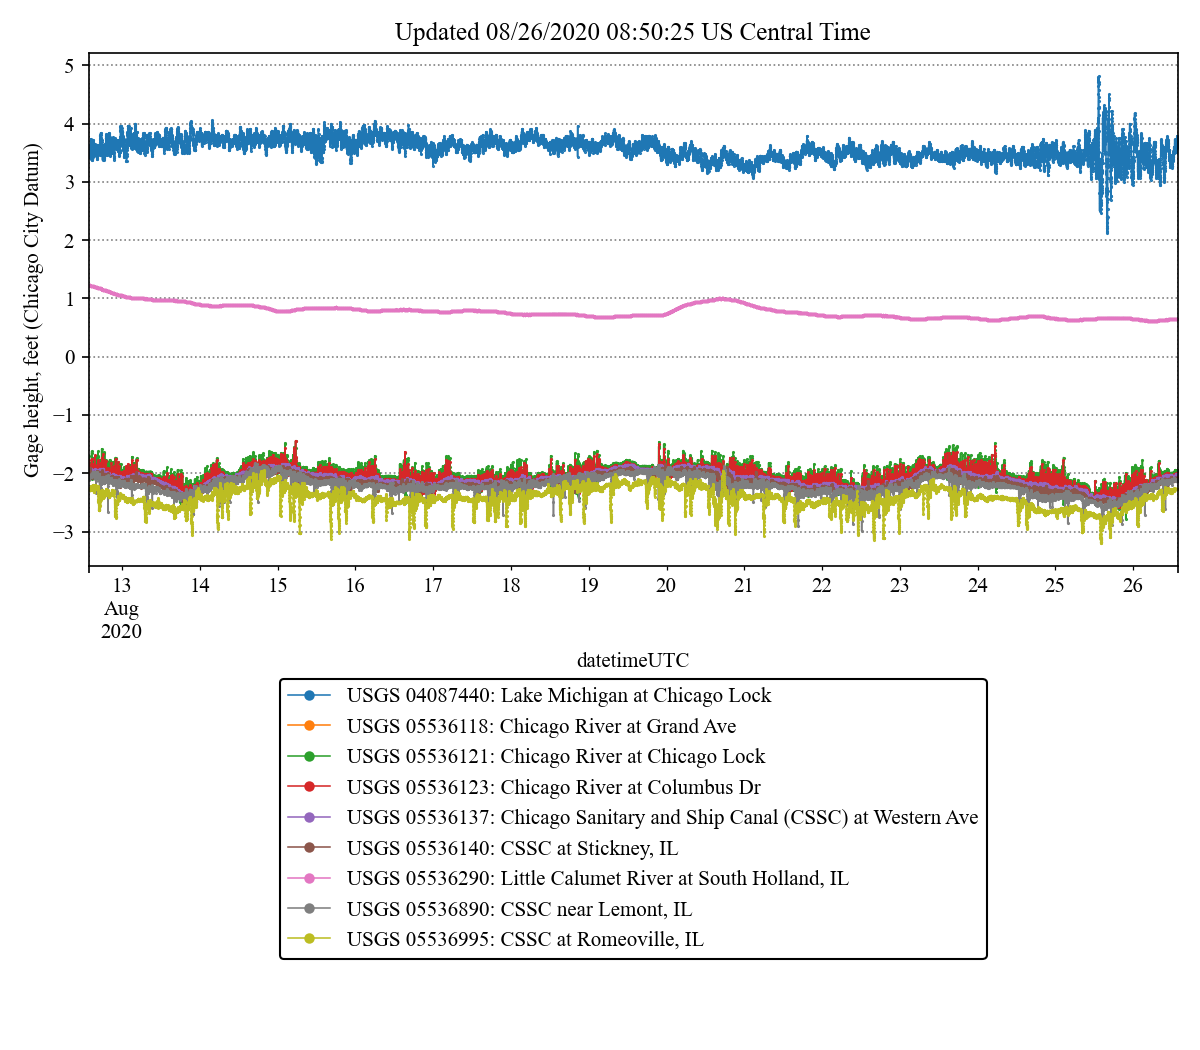 Updated 08/26/2020 08:50:25 US Central Time
Gage height, feet (Chicago City Datum)
5
4
3
2
1
0
−1
−2
−3
13 14 15 16 17 18 19 20 21 22 23 24 25 26
Aug
2020
datetimeUTC
USGS 04087440: Lake Michigan at Chicago Lock
USGS 05536118: Chicago River at Grand Ave
USGS 05536121: Chicago River at Chicago Lock
USGS 05536123: Chicago River at Columbus Dr
USGS 05536137: Chicago Sanitary and Ship Canal (CSSC) at Western Ave
USGS 05536140: CSSC at Stickney, IL
USGS 05536290: Little Calumet River at South Holland, IL
USGS 05536890: CSSC near Lemont, IL
USGS 05536995: CSSC at Romeoville, IL